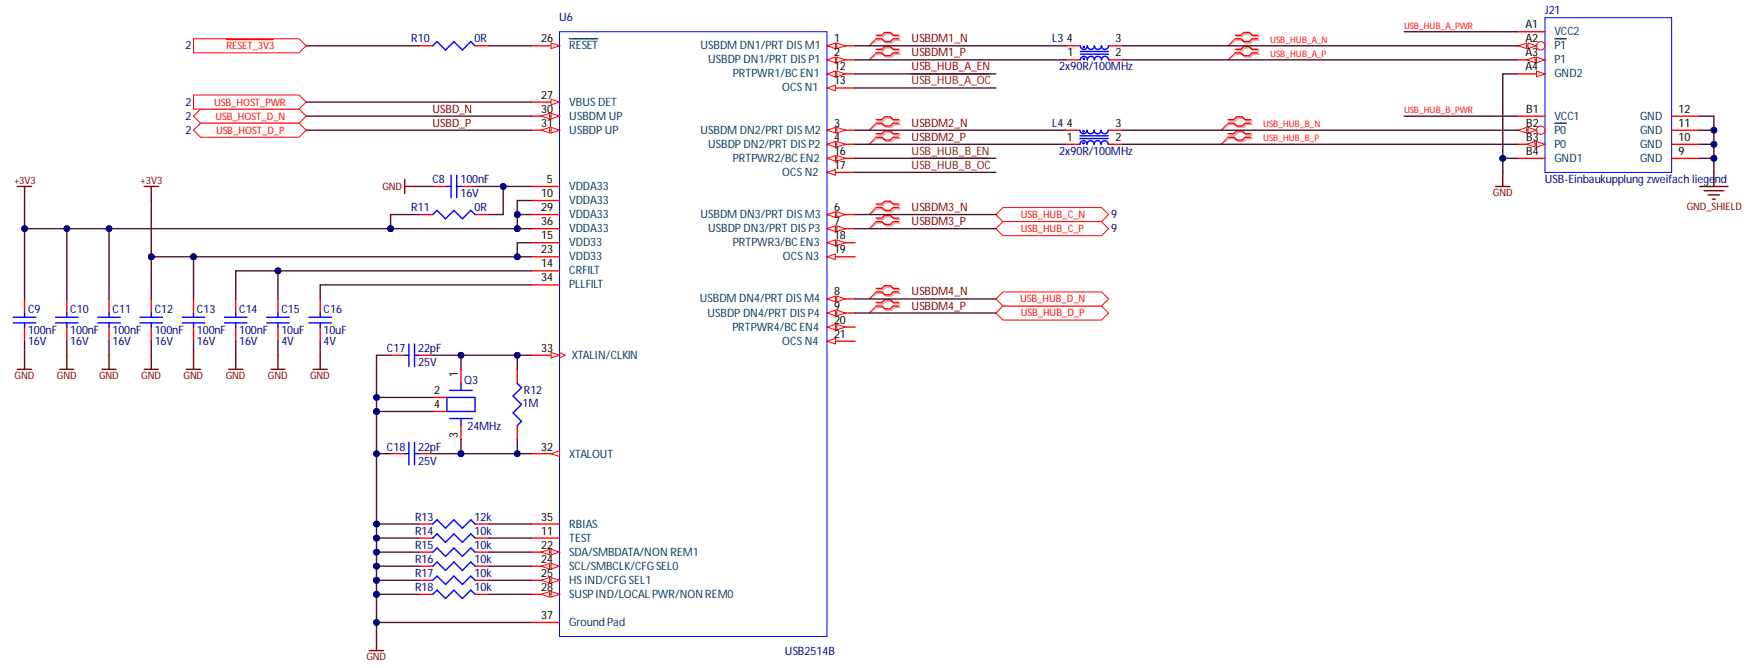 U6
J21
2 RESET_3V3
R10 0R
26 RESET
USBDM DN1/PRT DIS M1 1 USBDM1_N
USBDP DN1/PRT DIS P1 2 USBDM1_P
PRTPWR1/BC EN1 12 USB_HUB_A_EN
OCS N1 13 USB_HUB_A_OC
L3 4 3
1 2
2x90R/100MHz
USB_HUB_A_PWR
USB_HUB_A_N
USB_HUB_A_P
A1 VCC2
A2 P1
A3 P1
A4 GND2
2 USB_HOST_PWR 27 VBUS DET
2 USB_HOST_D_N USBD_N 30 USBDM UP
2 USB_HOST_D_P USBD_P 31 USBDP UP
USBDM DN2/PRT DIS M2 3 USBDM2_N
USBDP DN2/PRT DIS P2 4 USBDM2_P
PRTPWR2/BC EN2 16 USB_HUB_B_EN
OCS N2 17 USB_HUB_B_OC
L4 4 3
1 2
2x90R/100MHz
USB_HUB_B_PWR
USB_HUB_B_N
USB_HUB_B_P
B1 VCC1
B2 P0
B3 P0
B4 GND1
GND 12
GND 11
GND 10
GND 9
USB-Einbaukupplung zweifach liegend
GND
GND_SHIELD
+3V3
+3V3
GND C8 100nF
16V
R11 0R
5 VDDA33
10 VDDA33
29 VDDA33
36 VDDA33
15 VDD33
23 VDD33
14 CRFILT
34 PLLFILT
USBDM DN3/PRT DIS M3 6 USBDM3_N USB_HUB_C_N 9
USBDP DN3/PRT DIS P3 7 USBDM3_P USB_HUB_C_P 9
PRTPWR3/BC EN3 18
OCS N3 19
USBDM DN4/PRT DIS M4 8 USBDM4_N USB_HUB_D_N
USBDP DN4/PRT DIS P4 9 USBDM4_P USB_HUB_D_P
PRTPWR4/BC EN4 20
OCS N4 21
C9 C10 C11 C12 C13 C14 C15 C16
100nF 100nF 100nF 100nF 100nF 100nF 10uF 10uF
16V 16V 16V 16V 16V 16V 4V 4V
GND GND GND GND GND GND GND GND
C17 22pF
25V
33 XTALIN/CLKIN
1 Q3
2
4
3 24MHz
R12
1M
C18 22pF
25V
32 XTALOUT
R13 12k 35 RBIAS
R14 10k 11 TEST
R15 10k 22 SDA/SMBDATA/NON REM1
R16 10k 24 SCL/SMBCLK/CFG SEL0
R17 10k 25 HS IND/CFG SEL1
R18 10k 28 SUSP IND/LOCAL PWR/NON REM0
37 Ground Pad
GND
USB2514B